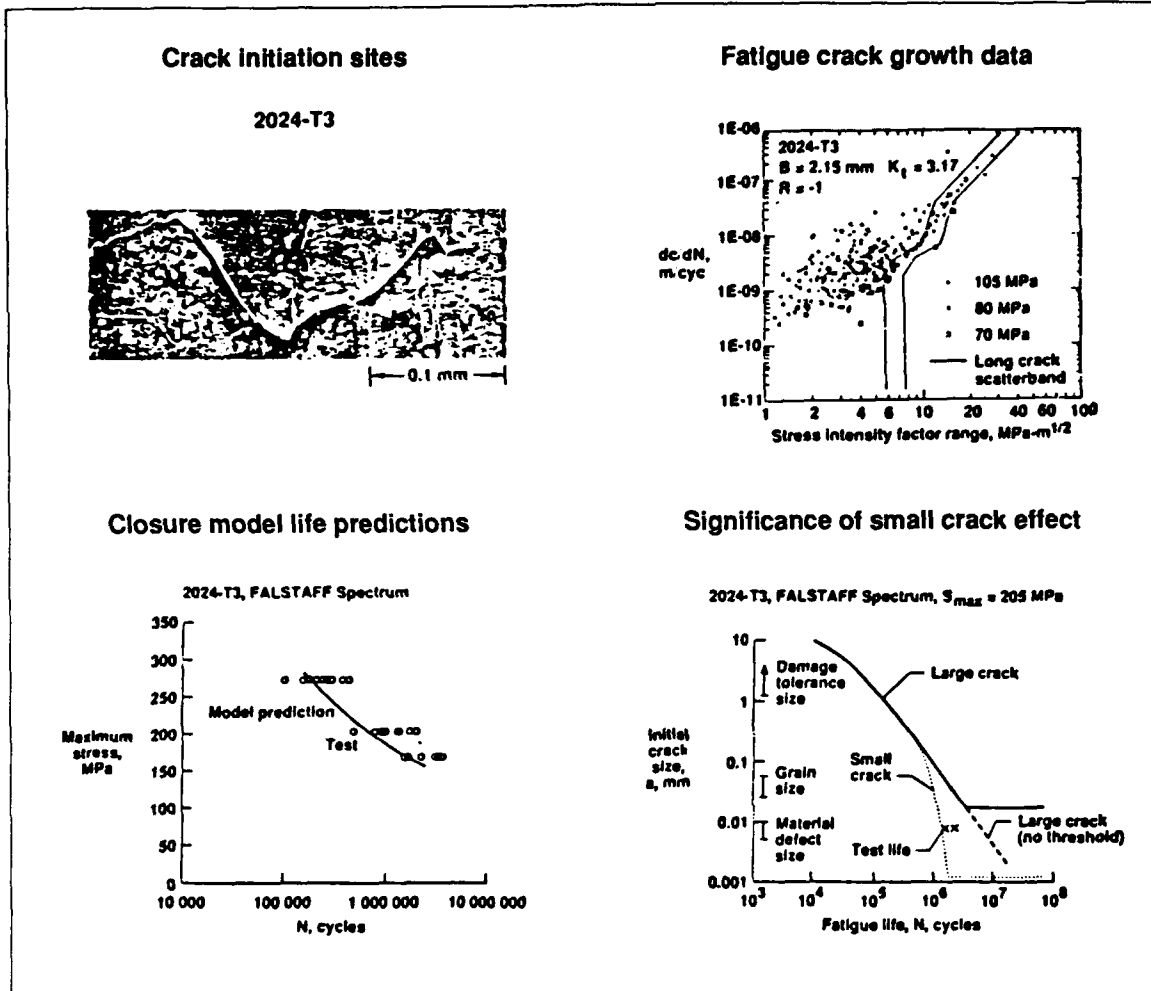 Crack initiation sites
2024-T3
0.1 mm
Fatigue crack growth data
1E-06
1E-07
1E-08
1E-09
1E-10
1E-11
dc/dN,
m/cyc
2024-T3
B = 2.15 mm K_t = 3.17
R = -1
105 MPa
80 MPa
70 MPa
Long crack
scatterband
1 2 4 6 10 20 40 60 100
Stress intensity factor range, MPa-m^1/2
Closure model life predictions
2024-T3, FALSTAFF Spectrum
350
300
250
200
150
100
50
0
Maximum
stress,
MPa
Model prediction
Test
10 000 100 000 1 000 000 10 000 000
N, cycles
Significance of small crack effect
2024-T3, FALSTAFF Spectrum, S_max = 205 MPa
10
1
0.1
0.01
0.001
Initial
crack
size,
a, mm
Damage
tolerance
size
Large crack
Small
crack
Grain
size
Material
defect
size
Test life
Large crack
(no threshold)
10^3 10^4 10^5 10^6 10^7 10^8
Fatigue life, N, cycles